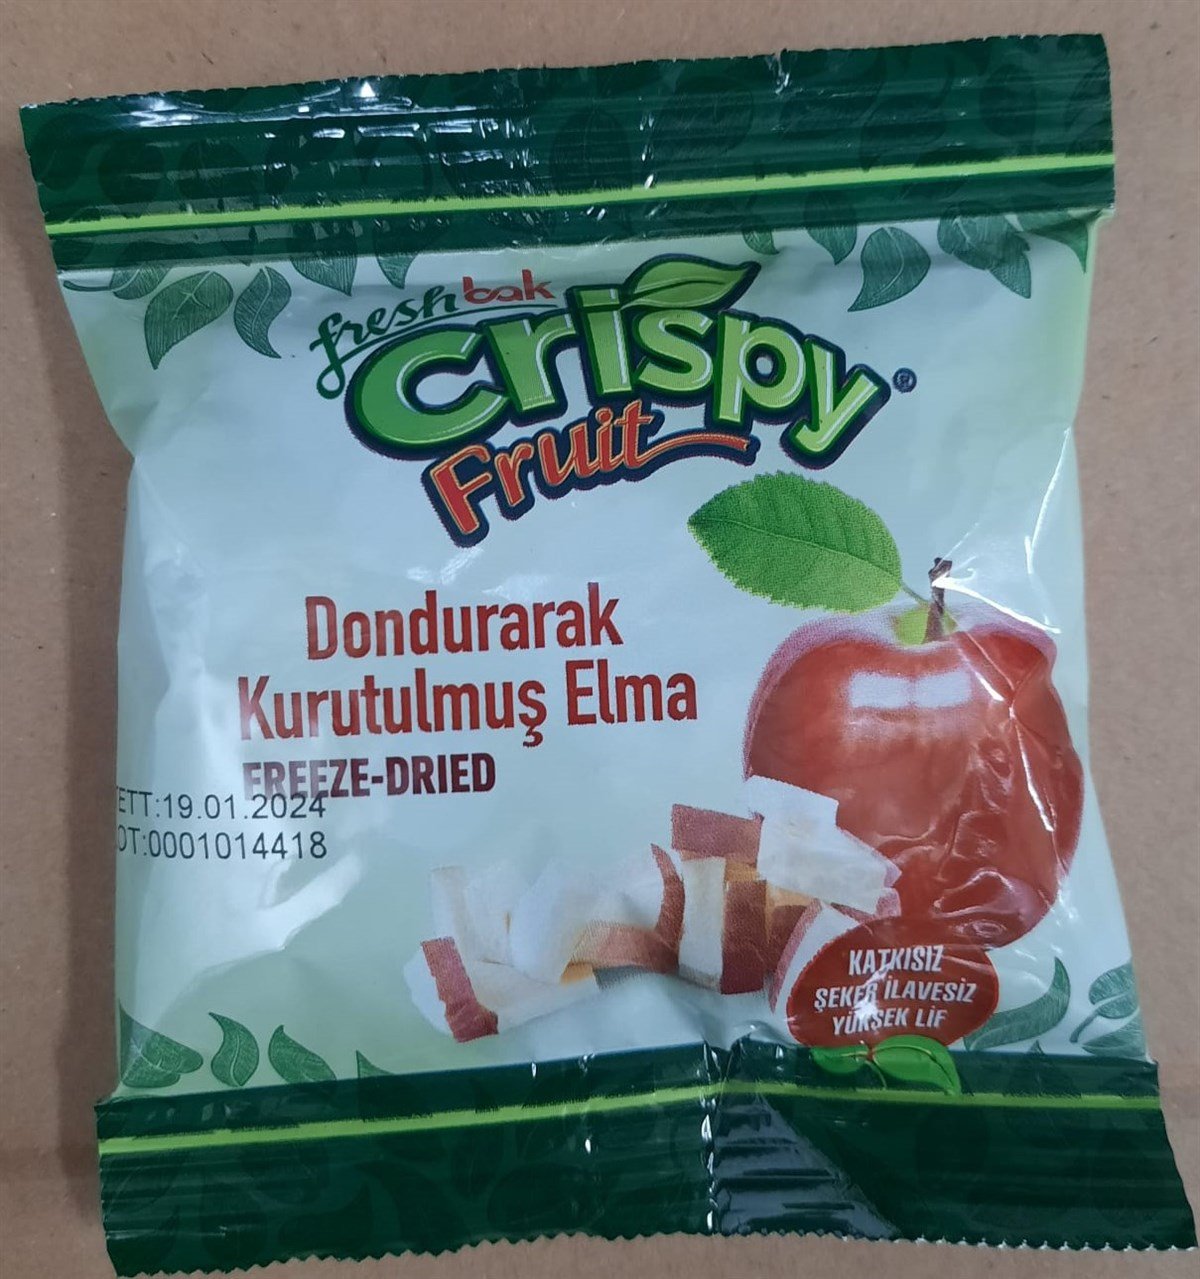 freshbak
crispy®
Fruit
Dondurarak
Kurutulmuş Elma
FREEZE-DRIED
ETT:19.01.2024
OT:0001014418
KATKISIZ
ŞEKER İLAVESİZ
YÜKSEK LİF